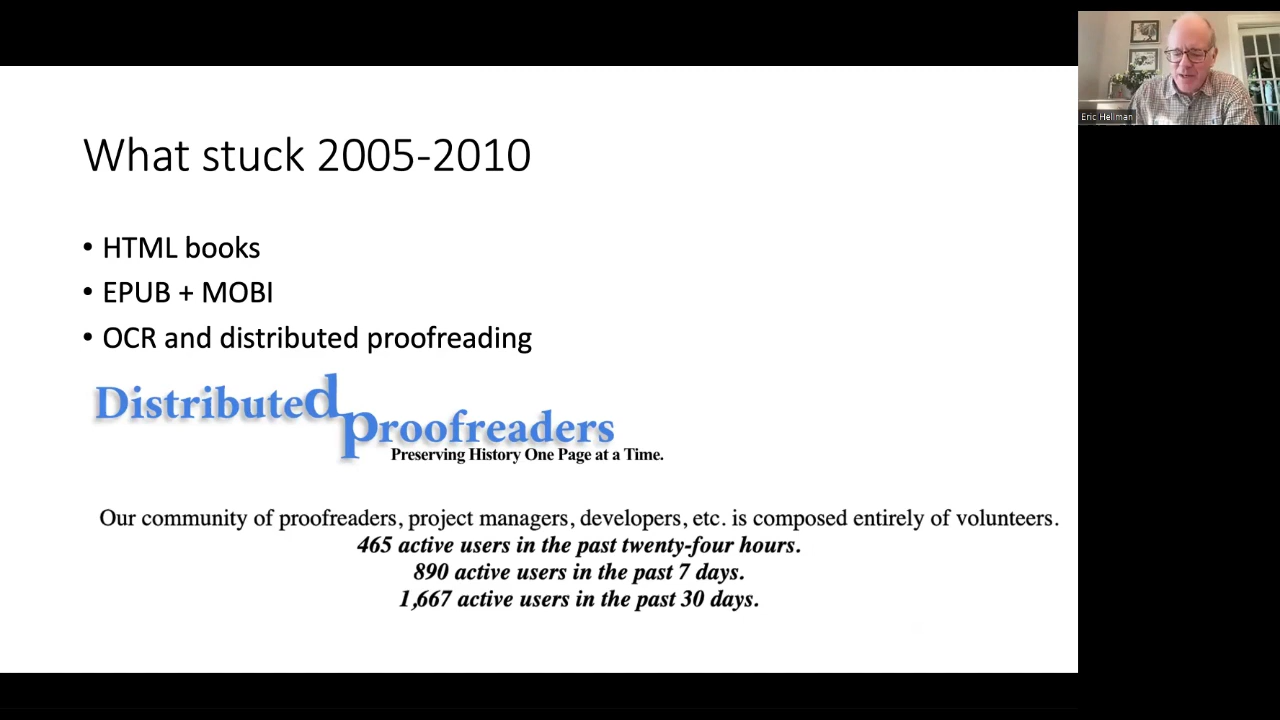 What stuck 2005-2010
• HTML books
• EPUB + MOBI
• OCR and distributed proofreading
Distributed
proofreaders
Preserving History One Page at a Time.
Our community of proofreaders, project managers, developers, etc. is composed entirely of volunteers.
465 active users in the past twenty-four hours.
890 active users in the past 7 days.
1,667 active users in the past 30 days.
Eric Hellman